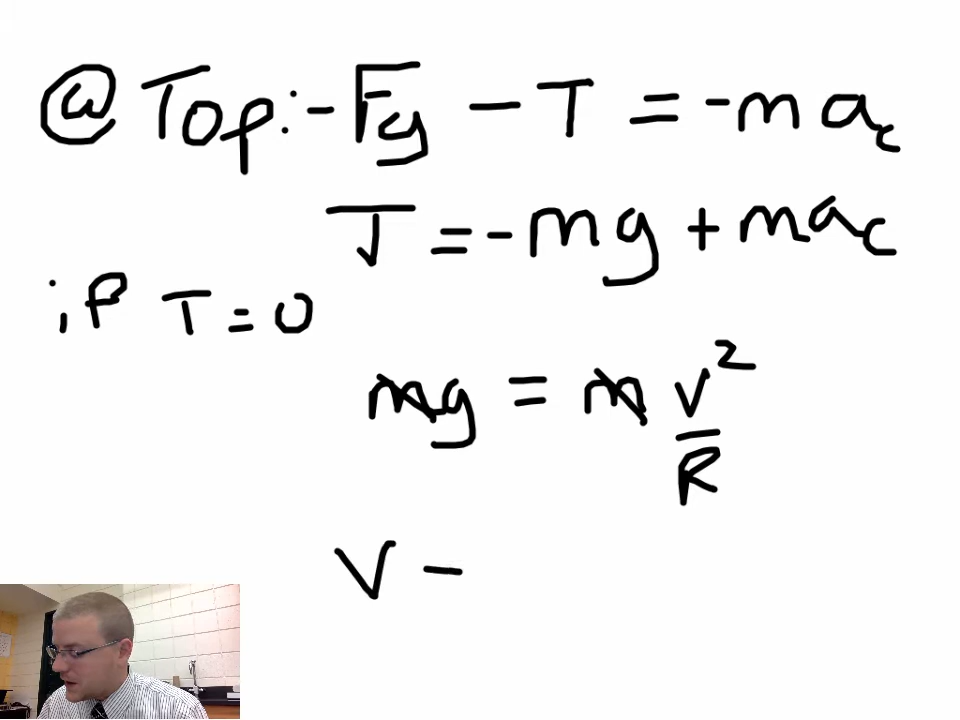 @ Top: -Fg - T = -mac
T = -mg + mac
if T = 0
mg = m v²/R
V -